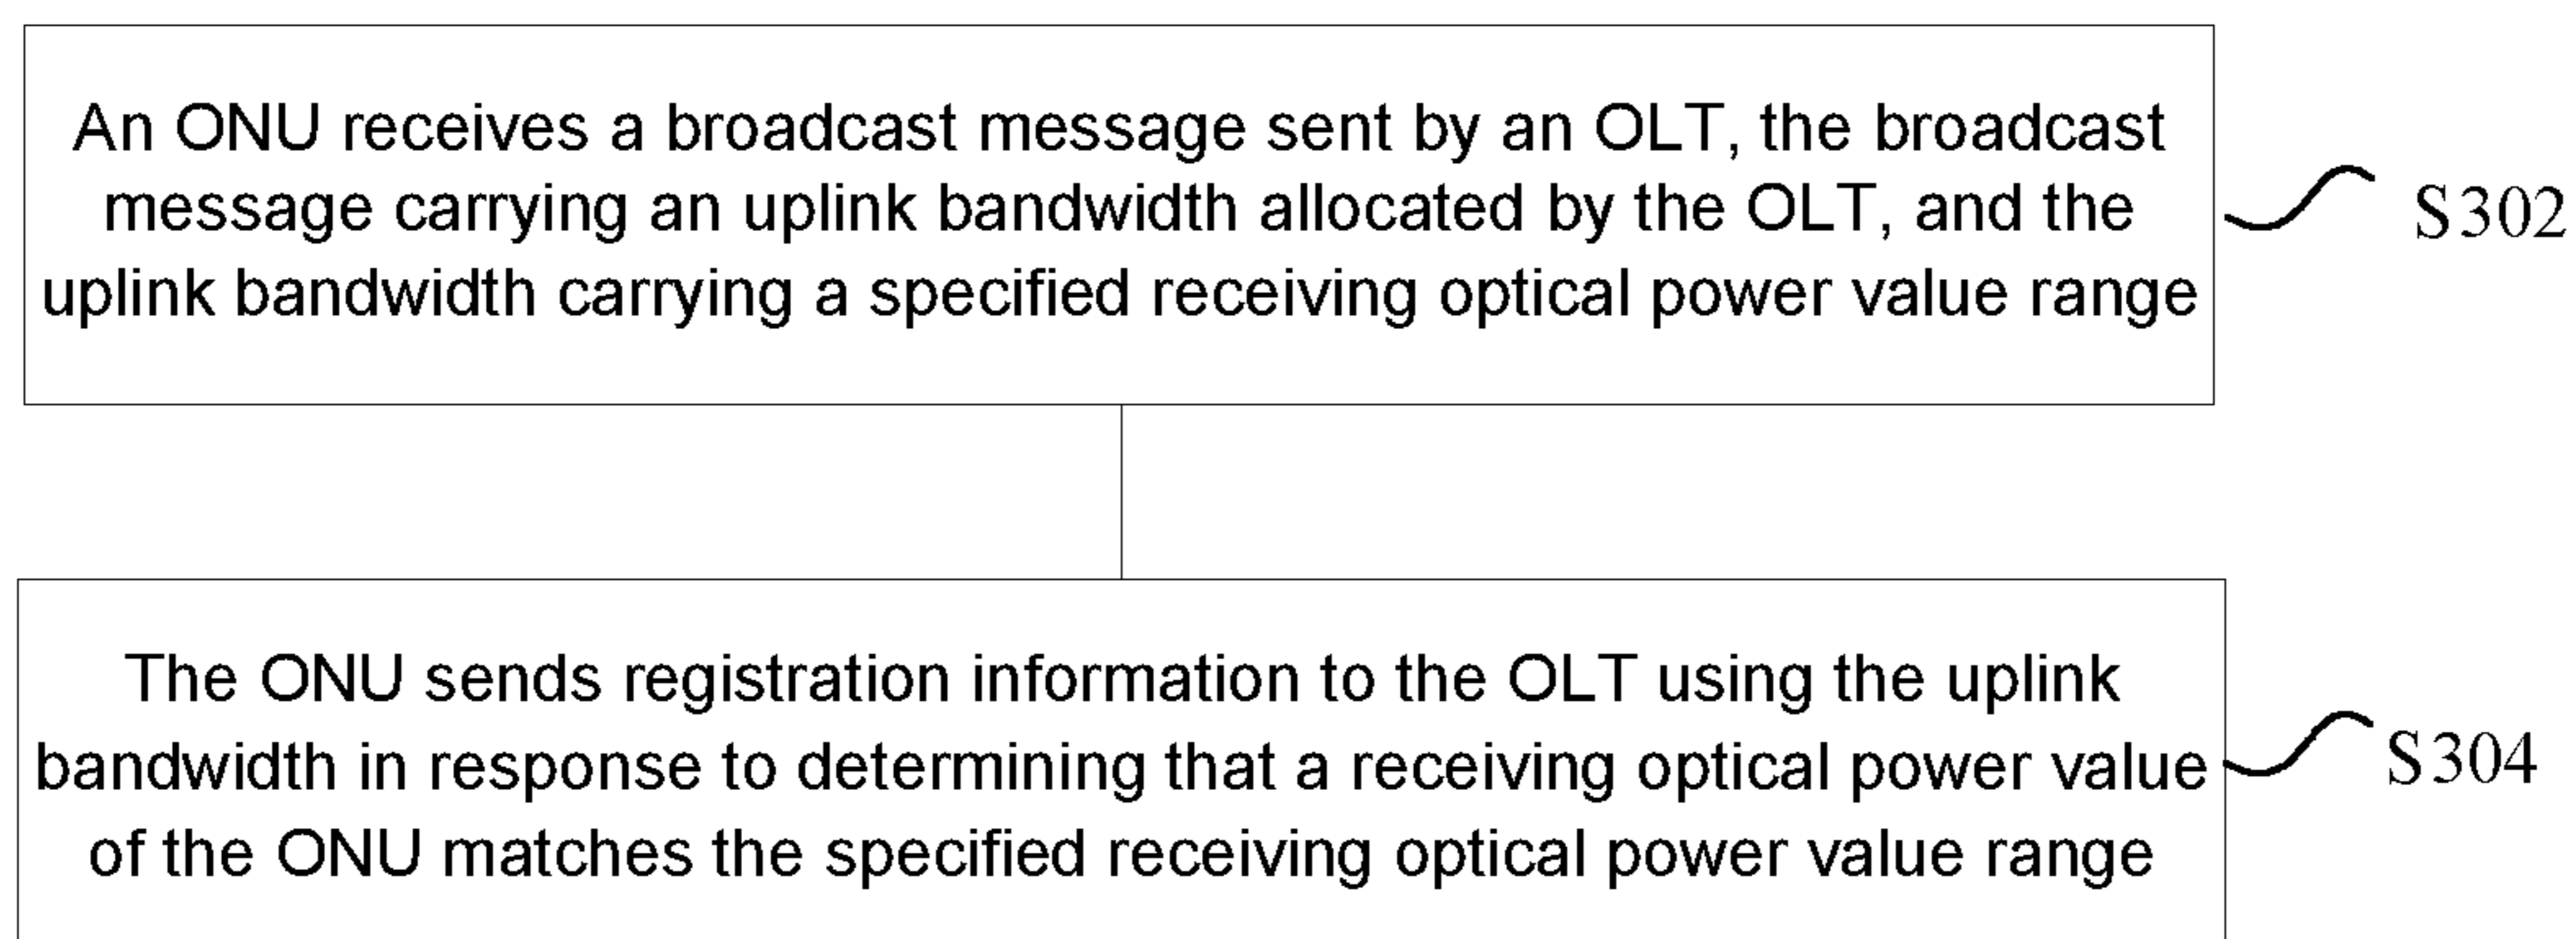 An ONU receives a broadcast message sent by an OLT, the broadcast
message carrying an uplink bandwidth allocated by the OLT, and the
uplink bandwidth carrying a specified receiving optical power value range
S302
The ONU sends registration information to the OLT using the uplink
bandwidth in response to determining that a receiving optical power value
of the ONU matches the specified receiving optical power value range
S304